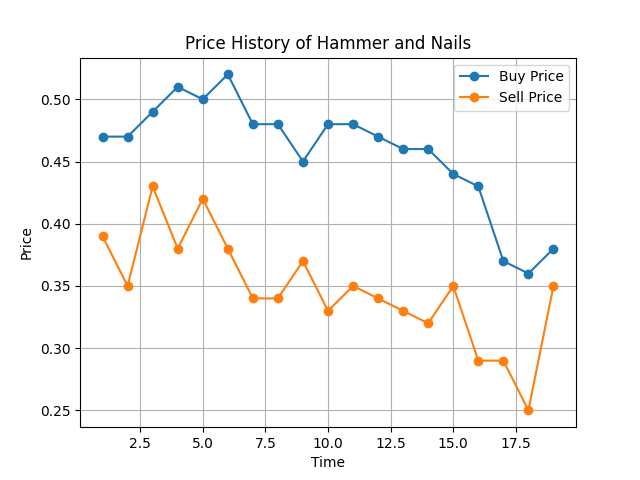 Price History of Hammer and Nails
Buy Price
Sell Price
0.50
0.45
0.40
0.35
0.30
0.25
Price
2.5 5.0 7.5 10.0 12.5 15.0 17.5
Time